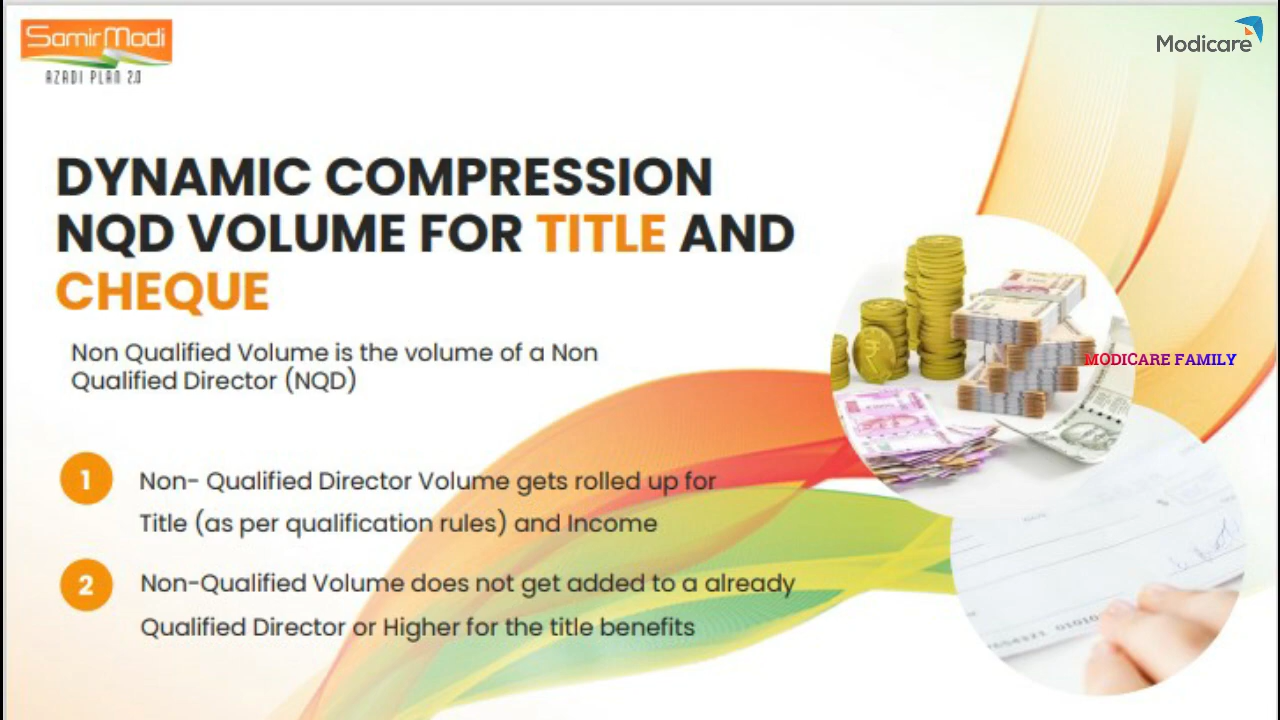 SamirModi
AZADI PLAN 2.0
Modicare
DYNAMIC COMPRESSION
NQD VOLUME FOR TITLE AND
CHEQUE
Non Qualified Volume is the volume of a Non
Qualified Director (NQD)
MODICARE FAMILY
1
Non- Qualified Director Volume gets rolled up for
Title (as per qualification rules) and Income
2
Non-Qualified Volume does not get added to a already
Qualified Director or Higher for the title benefits